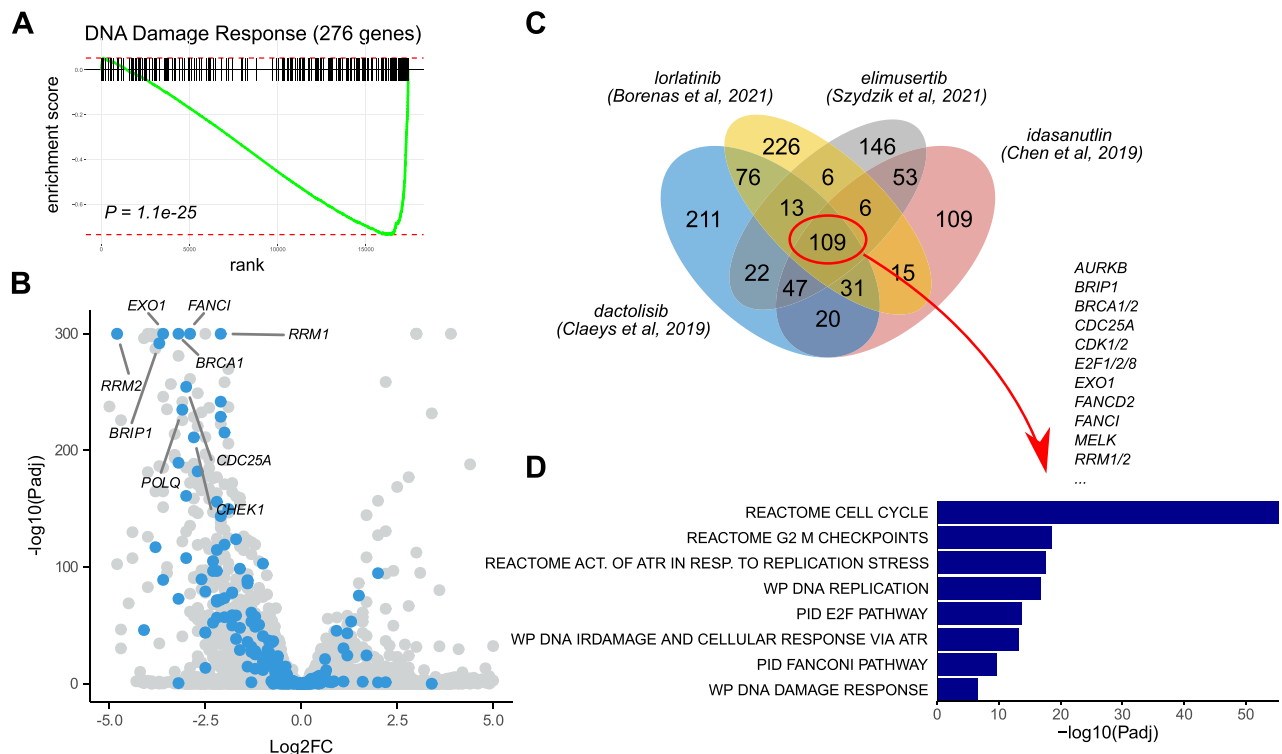 A
DNA Damage Response (276 genes)
enrichment score
0.0
-0.2
-0.4
-0.6
P = 1.1e-25
0
5000
10000
15000
rank
B
EXO1
FANCI
RRM1
BRCA1
RRM2
BRIP1
CDC25A
POLQ
CHEK1
-log10(Padj)
300
200
100
0
-5.0
-2.5
0.0
2.5
5.0
Log2FC
C
lorlatinib
(Borenas et al, 2021)
elimusertib
(Szydzik et al, 2021)
idasanutlin
(Chen et al, 2019)
dactolisib
(Claeys et al, 2019)
226
146
76
6
53
211
13
6
109
109
22
47
31
15
20
AURKB
BRIP1
BRCA1/2
CDC25A
CDK1/2
E2F1/2/8
EXO1
FANCD2
FANCI
MELK
RRM1/2
...
D
REACTOME CELL CYCLE
REACTOME G2 M CHECKPOINTS
REACTOME ACT. OF ATR IN RESP. TO REPLICATION STRESS
WP DNA REPLICATION
PID E2F PATHWAY
WP DNA IRDAMAGE AND CELLULAR RESPONSE VIA ATR
PID FANCONI PATHWAY
WP DNA DAMAGE RESPONSE
0
10
20
30
40
50
−log10(Padj)